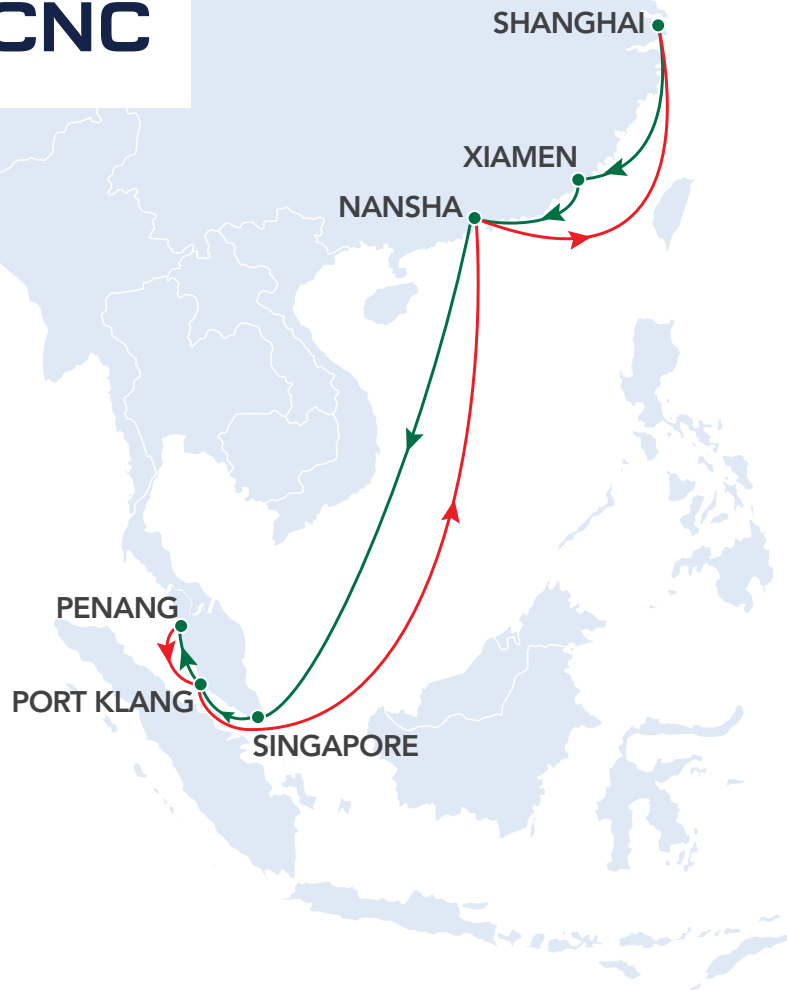 CNC
SHANGHAI
XIAMEN
NANSHA
PENANG
PORT KLANG
SINGAPORE